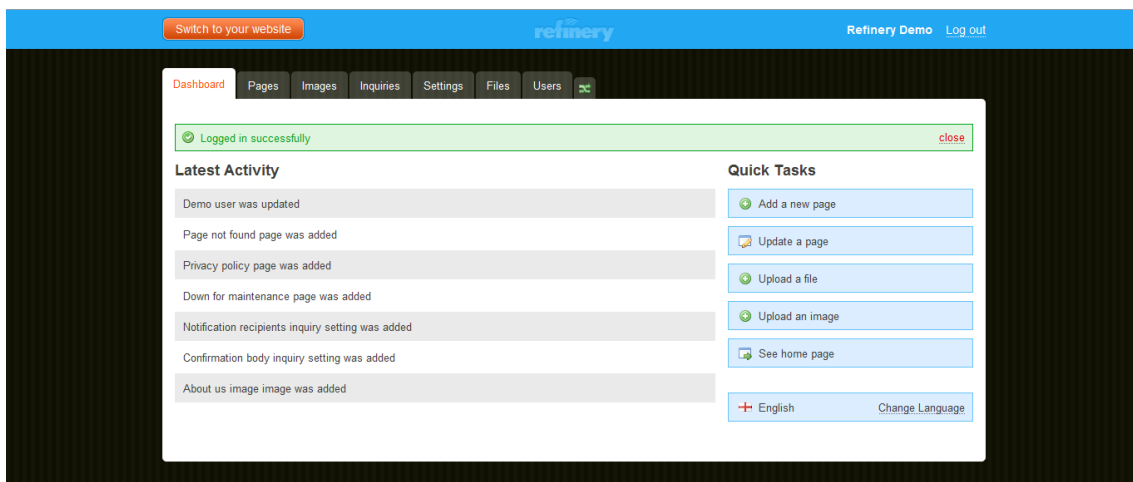 Switch to your website
refinery
Refinery Demo Log out
Dashboard Pages Images Inquiries Settings Files Users
Logged in successfully close
Latest Activity
Demo user was updated
Page not found page was added
Privacy policy page was added
Down for maintenance page was added
Notification recipients inquiry setting was added
Confirmation body inquiry setting was added
About us image image was added
Quick Tasks
Add a new page
Update a page
Upload a file
Upload an image
See home page
English Change Language